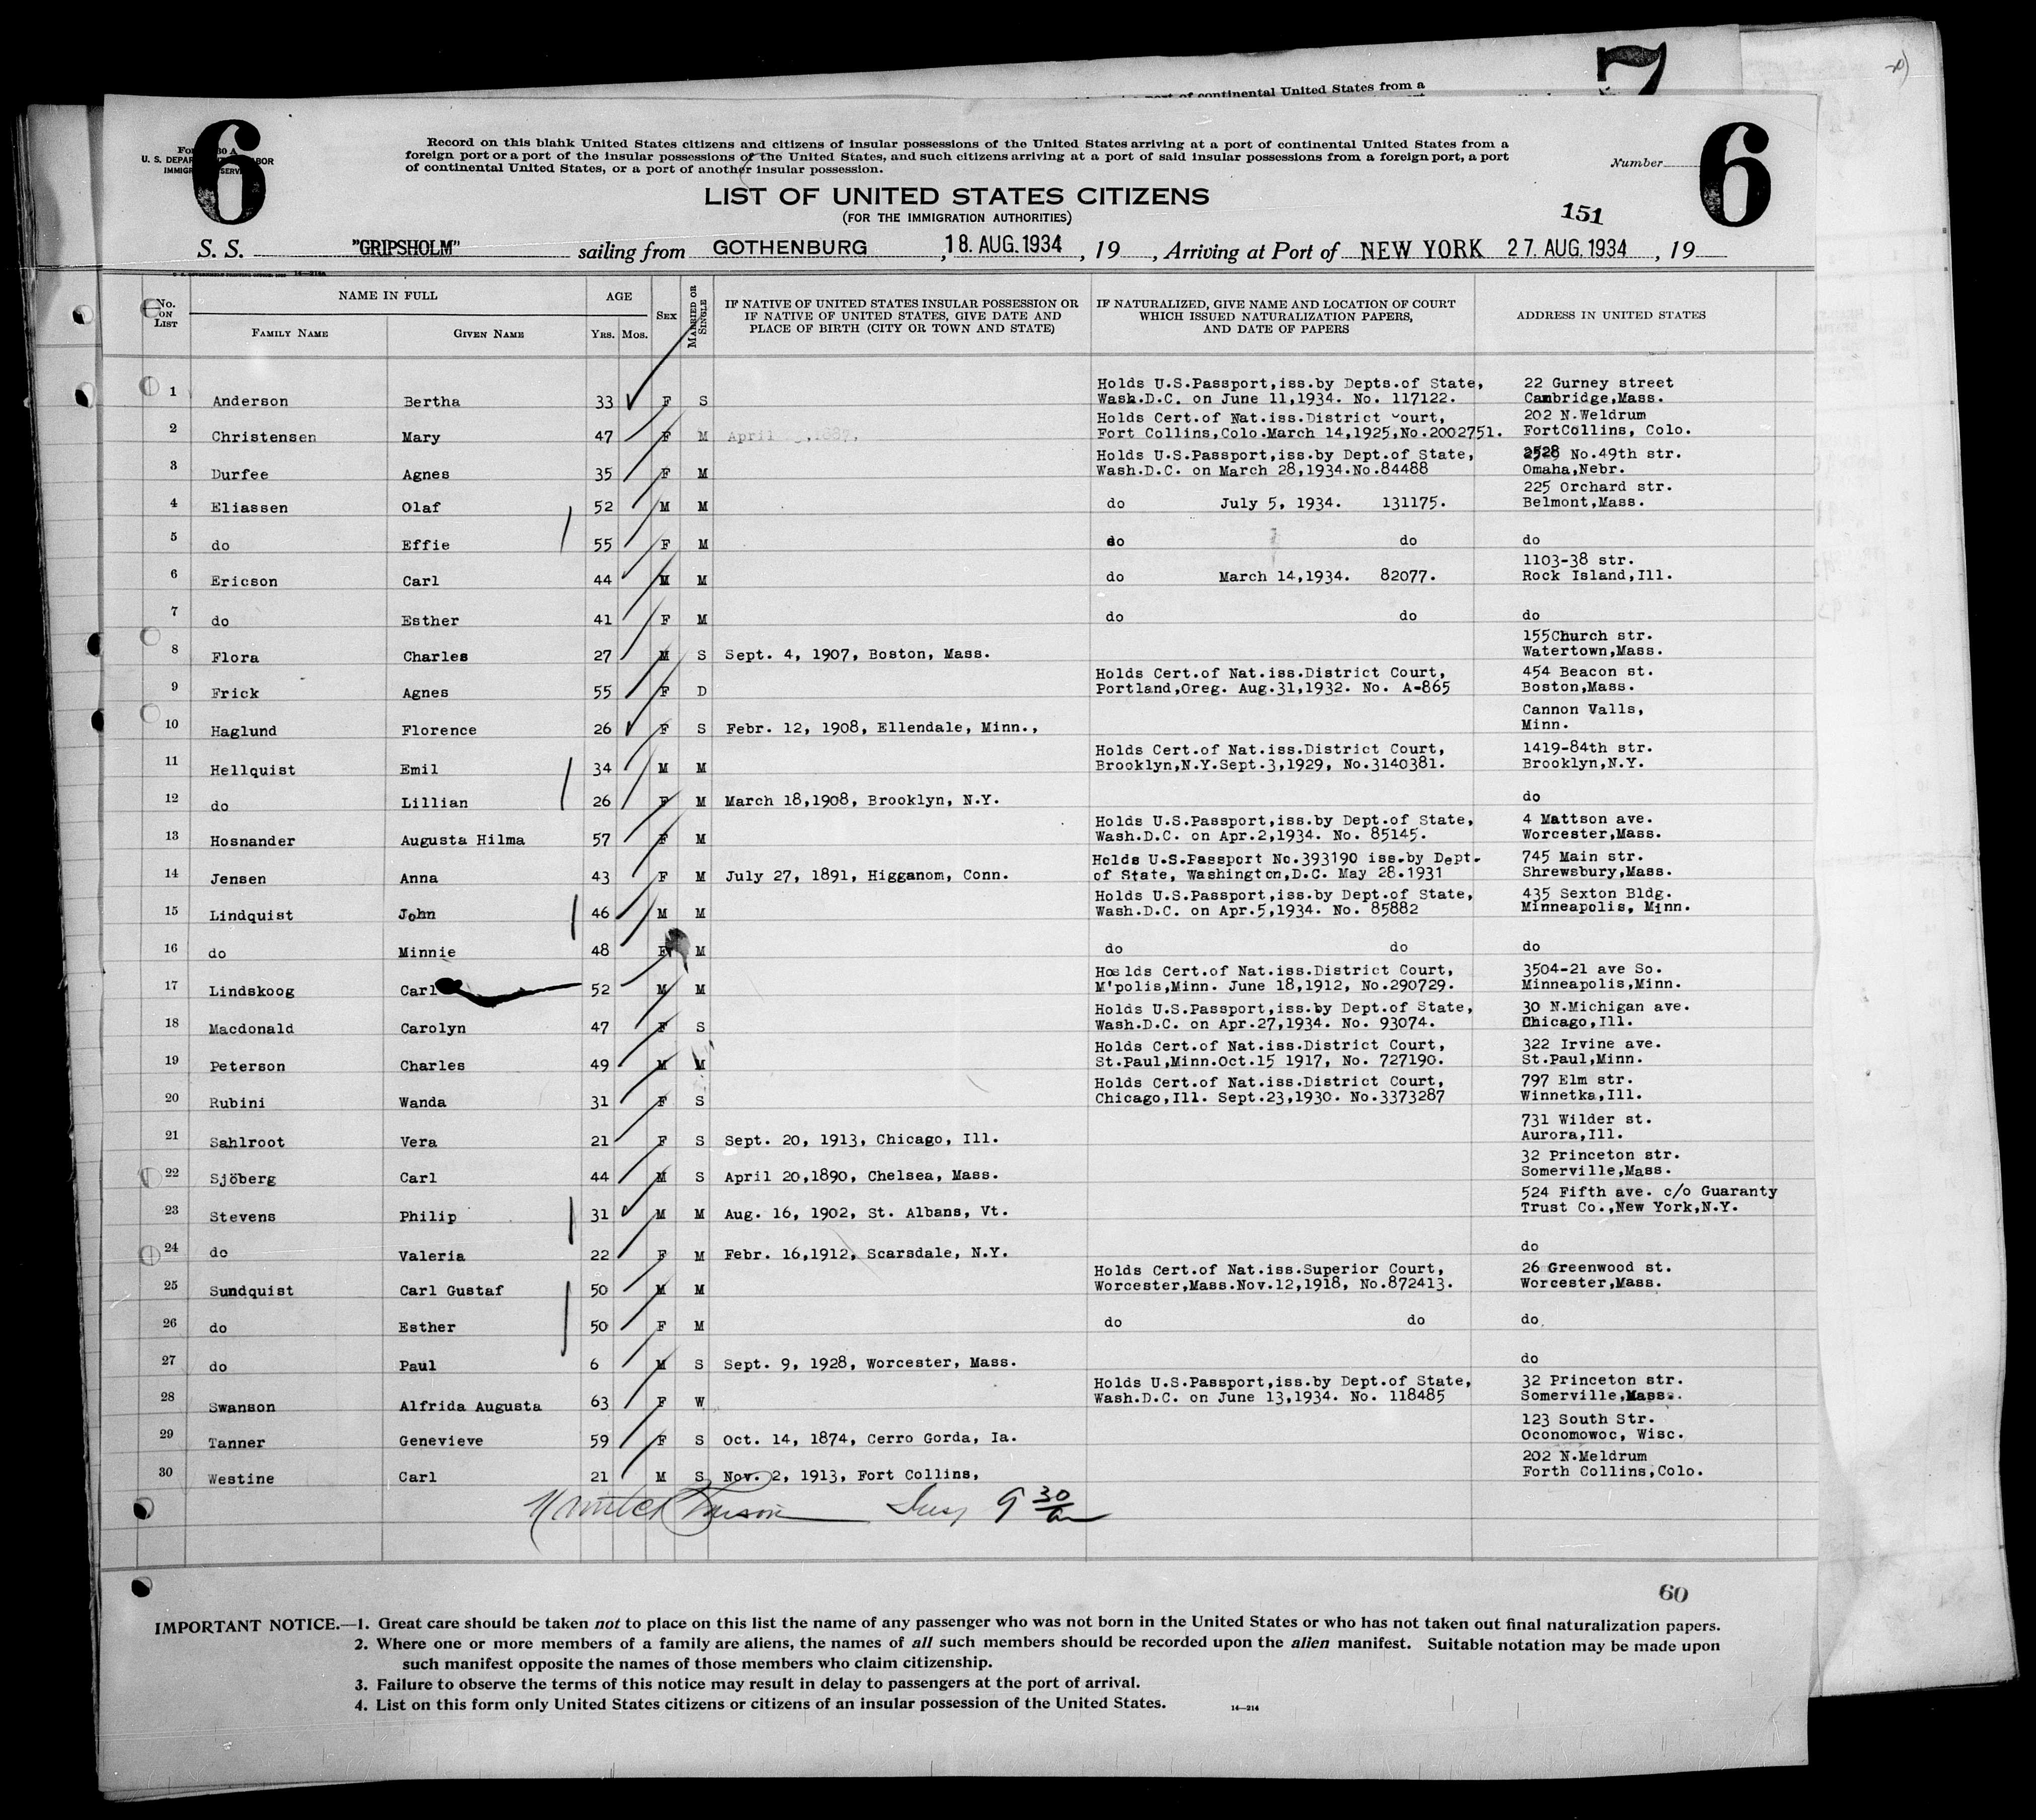 7
port of continental United States from a
6
6
Form 630 A
U. S. DEPARTMENT OF LABOR
IMMIGRATION SERVICE
Record on this blank United States citizens and citizens of insular possessions of the United States arriving at a port of continental United States from a
foreign port or a port of the insular possessions of the United States, and such citizens arriving at a port of said insular possessions from a foreign port, a port
of continental United States, or a port of another insular possession.
Number
LIST OF UNITED STATES CITIZENS
(FOR THE IMMIGRATION AUTHORITIES)
151
S. S. "GRIPSHOLM" sailing from GOTHENBURG , 18. AUG. 1934 , 19 , Arriving at Port of NEW YORK 27. AUG. 1934 , 19
No. on List
NAME IN FULL
Family Name
Given Name
AGE
Yrs.
Mos.
Sex
Married or Single
IF NATIVE OF UNITED STATES INSULAR POSSESSION OR
IF NATIVE OF UNITED STATES, GIVE DATE AND
PLACE OF BIRTH (CITY OR TOWN AND STATE)
IF NATURALIZED, GIVE NAME AND LOCATION OF COURT
WHICH ISSUED NATURALIZATION PAPERS,
AND DATE OF PAPERS
ADDRESS IN UNITED STATES
Holds U.S.Passport,iss.by Depts.of State, 22 Gurney street
1 Anderson Bertha 33 F S Wash.D.C. on June 11,1934. No. 117122. Cambridge,Mass.
Holds Cert.of Nat.iss.District Court, 202 N.Weldrum
2 Christensen Mary 47 F M April ,1887, Fort Collins,Colo.March 14,1925,No.2002751. FortCollins, Colo.
Holds U.S.Passport,iss.by Dept.of State, 2528 No.49th str.
3 Durfee Agnes 35 F M Wash.D.C. on March 28,1934.No.84488 Omaha,Nebr.
225 Orchard str.
4 Eliassen Olaf 52 M M do July 5, 1934. 131175. Belmont,Mass.
5 do Effie 55 F M do do do
1103-38 str.
6 Ericson Carl 44 M M do March 14,1934. 82077. Rock Island,Ill.
7 do Esther 41 F M do do do
155Church str.
8 Flora Charles 27 M S Sept. 4, 1907, Boston, Mass. Watertown,Mass.
Holds Cert.of Nat.iss.District Court, 454 Beacon st.
9 Frick Agnes 55 F D Portland,Oreg. Aug.31,1932. No. A-865 Boston,Mass.
Cannon Valls,
10 Haglund Florence 26 F S Febr. 12, 1908, Ellendale, Minn., Minn.
Holds Cert.of Nat.iss.District Court, 1419-84th str.
11 Hellquist Emil 34 M M Brooklyn,N.Y.Sept.3,1929, No.3140381. Brooklyn,N.Y.
12 do Lillian 26 F M March 18,1908, Brooklyn, N.Y. do
Holds U.S.Passport,iss.by Dept.of State, 4 Mattson ave.
13 Hosnander Augusta Hilma 57 F M Wash.D.C. on Apr.2,1934. No. 85145. Worcester,Mass.
Holds U.S.Passport No.393190 iss.by Dept. 745 Main str.
14 Jensen Anna 43 F M July 27, 1891, Higganom, Conn. of State, Washington,D.C. May 28.1931 Shrewsbury,Mass.
Holds U.S.Passport,iss.by Dept.of State, 435 Sexton Bldg.
15 Lindquist John 46 M M Wash.D.C. on Apr.5,1934. No. 85882 Minneapolis, Minn.
16 do Minnie 48 F M do do do
Hoelds Cert.of Nat.iss.District Court, 3504-21 ave So.
17 Lindskoog Carl 52 M M M'polis,Minn. June 18,1912, No.290729. Minneapolis,Minn.
Holds U.S.Passport,iss.by Dept.of State, 30 N.Michigan ave.
18 Macdonald Carolyn 47 F S Wash.D.C. on Apr.27,1934. No. 93074. Chicago,Ill.
Holds Cert.of Nat.iss.District Court, 322 Irvine ave.
19 Peterson Charles 49 M M St.Paul,Minn.Oct.15 1917, No. 727190. St.Paul,Minn.
Holds Cert.of Nat.iss.District Court, 797 Elm str.
20 Rubini Wanda 31 F S Chicago,Ill. Sept.23,1930. No.3373287 Winnetka,Ill.
731 Wilder st.
21 Sahlroot Vera 21 F S Sept. 20, 1913, Chicago, Ill. Aurora,Ill.
32 Princeton str.
22 Sjöberg Carl 44 M S April 20,1890, Chelsea, Mass. Somerville,Mass.
524 Fifth ave. c/o Guaranty
23 Stevens Philip 31 M M Aug. 16, 1902, St. Albans, Vt. Trust Co.,New York,N.Y.
24 do Valeria 22 F M Febr. 16,1912, Scarsdale, N.Y. do
Holds Cert.of Nat.iss.Superior Court, 26 Greenwood st.
25 Sundquist Carl Gustaf 50 M M Worcester,Mass.Nov.12,1918, No.872413. Worcester,Mass.
26 do Esther 50 F M do do do.
27 do Paul 6 M S Sept. 9, 1928, Worcester, Mass. do
Holds U.S.Passport,iss.by Dept.of State, 32 Princeton str.
28 Swanson Alfrida Augusta 63 F W Wash.D.C. on June 13,1934. No. 118485 Somerville,Mass.
123 South Str.
29 Tanner Genevieve 59 F S Oct. 14, 1874, Cerro Gorda, Ia. Oconomowoc, Wisc.
202 N.Meldrum
30 Westine Carl 21 M S Nov. 2, 1913, Fort Collins, Forth Collins,Colo.
9 30
60
IMPORTANT NOTICE.—1. Great care should be taken not to place on this list the name of any passenger who was not born in the United States or who has not taken out final naturalization papers.
2. Where one or more members of a family are aliens, the names of all such members should be recorded upon the alien manifest. Suitable notation may be made upon
such manifest opposite the names of those members who claim citizenship.
3. Failure to observe the terms of this notice may result in delay to passengers at the port of arrival.
4. List on this form only United States citizens or citizens of an insular possession of the United States.
14—214